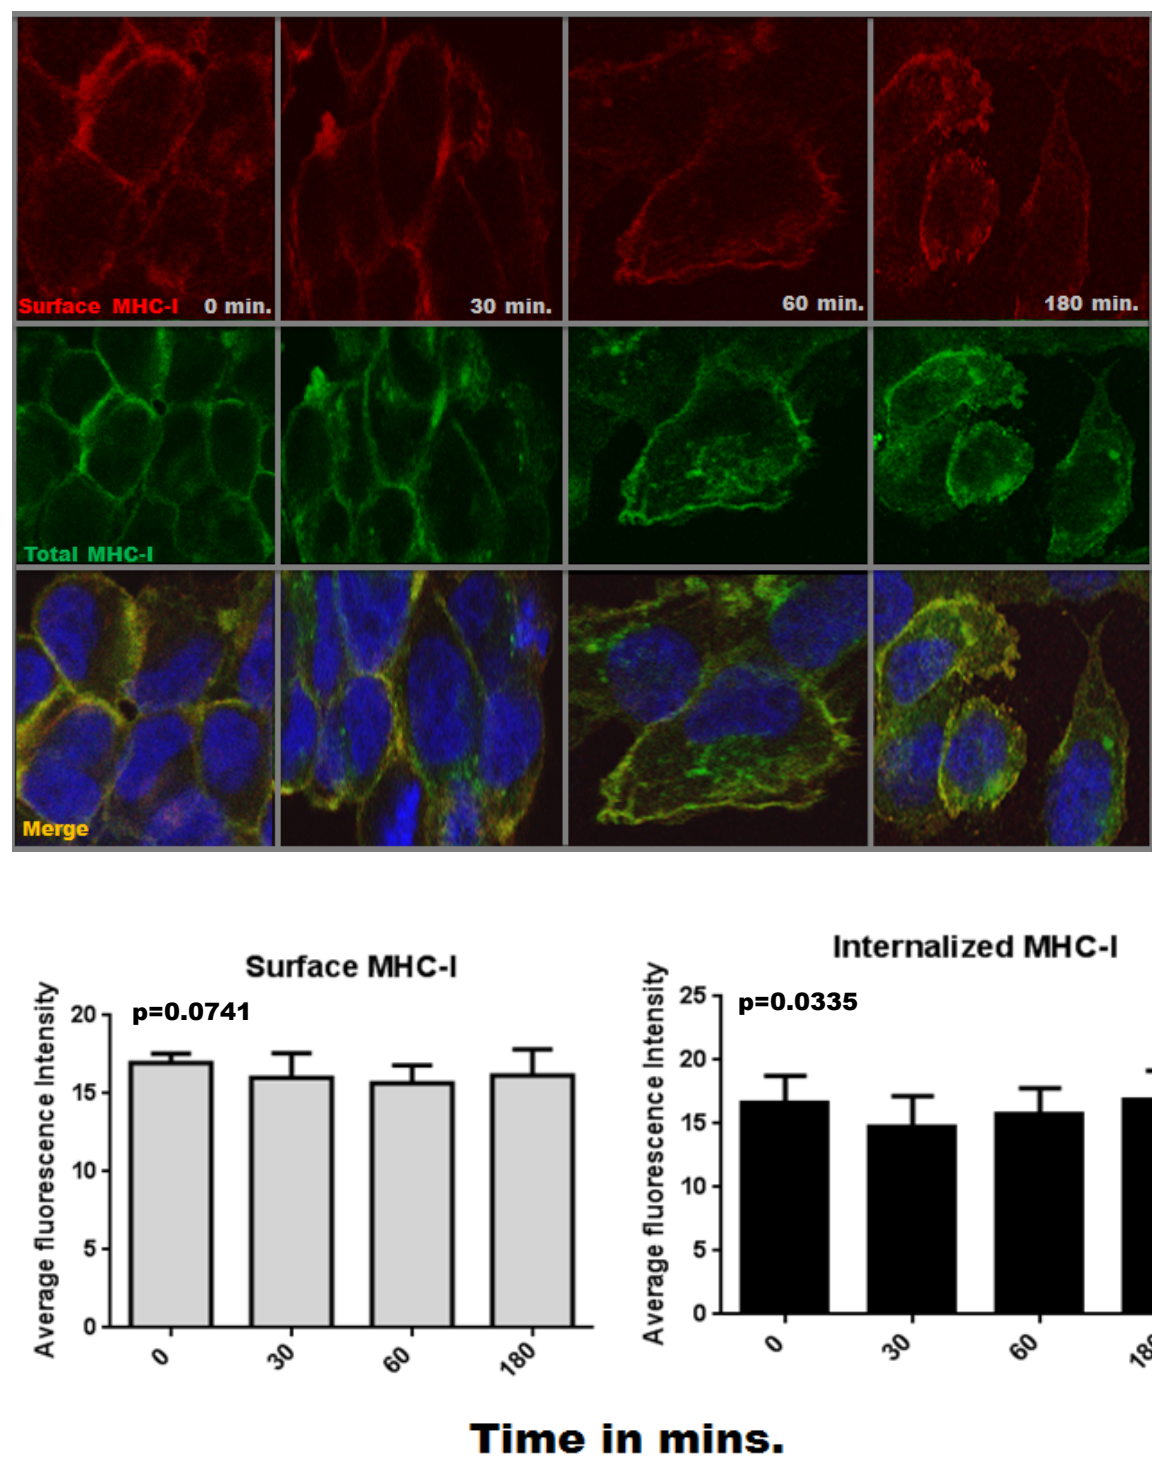 Surface MHC-I 0 min.
30 min.
60 min.
180 min.
Total MHC-I
Merge
Surface MHC-I
p=0.0741
Average fluorescence Intensity
20
15
10
5
0
0
30
60
180
Internalized MHC-I
p=0.0335
Average fluorescence Intensity
25
20
15
10
5
0
0
30
60
Time in mins.